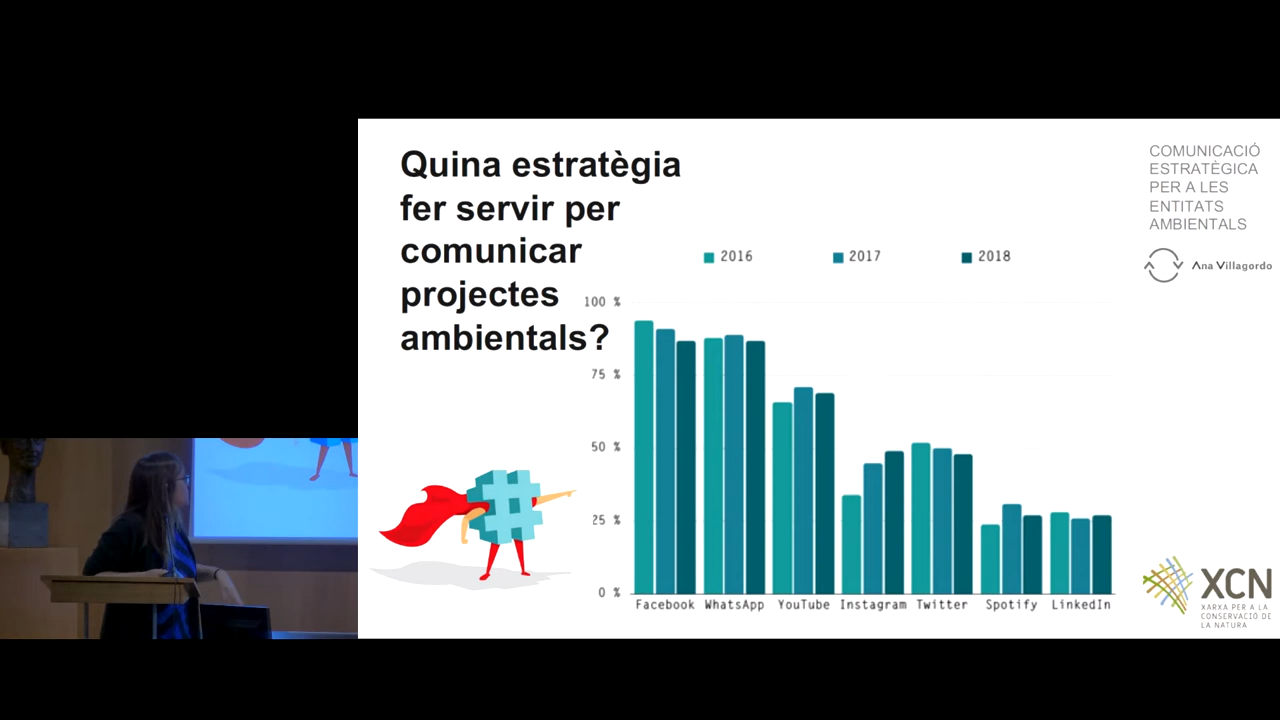 Quina estratègia
fer servir per
comunicar
projectes
ambientals?
COMUNICACIÓ
ESTRATÈGICA
PER A LES
ENTITATS
AMBIENTALS
Ana Villagordo
2016 2017 2018
100 %
75 %
50 %
25 %
0 %
Facebook WhatsApp YouTube Instagram Twitter Spotify LinkedIn
XCN
XARXA PER A LA
CONSERVACIÓ DE
LA NATURA